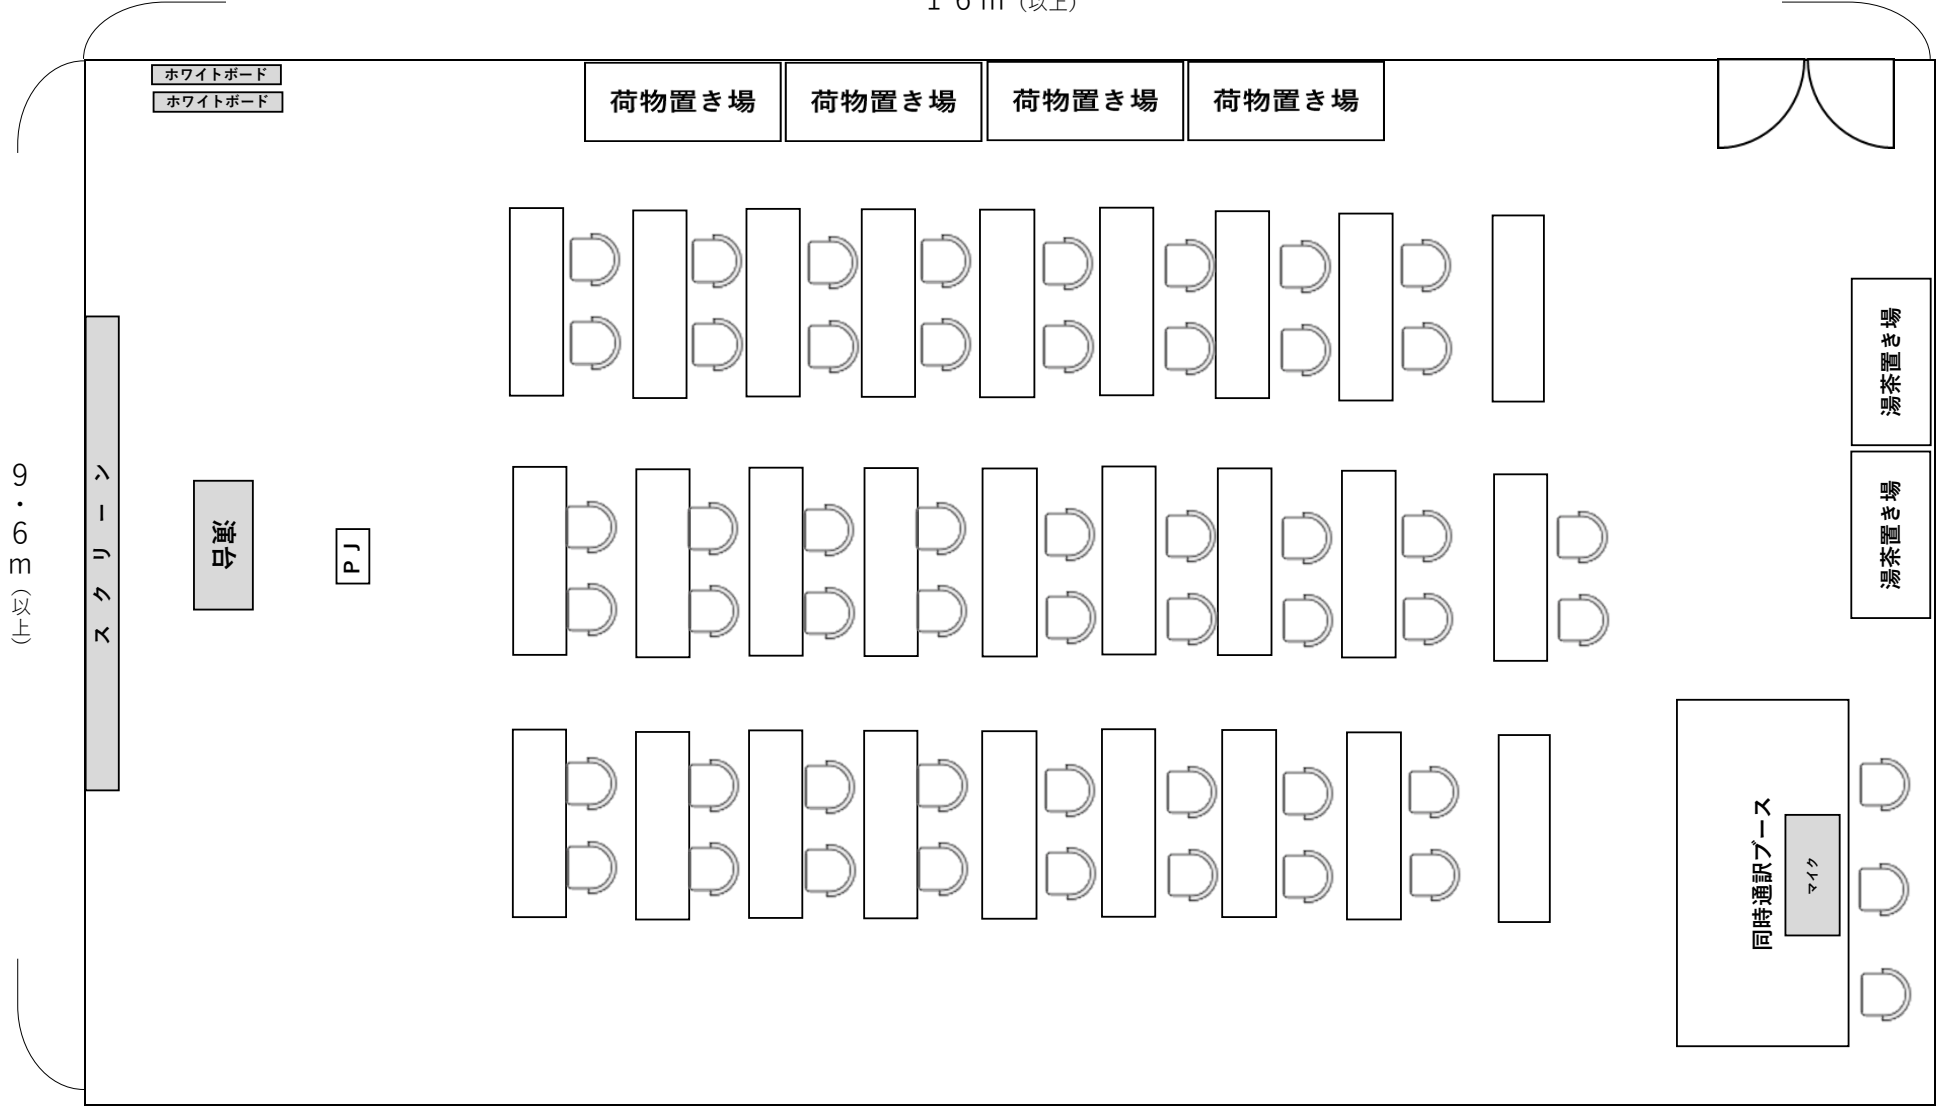 １６ｍ（以上）
ホワイトボード
ホワイトボード
荷物置き場
荷物置き場
荷物置き場
荷物置き場
９・６ｍ（以上）
スクリーン
演台
ＰＪ
湯茶置き場
湯茶置き場
同時通訳ブース
マイク